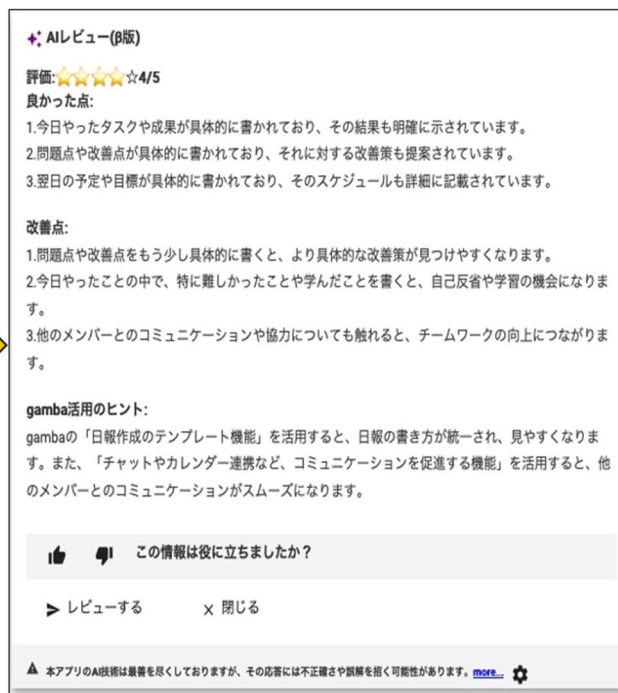 AIレビュー(β版)
評価:⭐⭐⭐⭐☆4/5
良かった点:
1.今日やったタスクや成果が具体的に書かれており、その結果も明確に示されています。
2.問題点や改善点が具体的に書かれており、それに対する改善策も提案されています。
3.翌日の予定や目標が具体的に書かれており、そのスケジュールも詳細に記載されています。
改善点:
1.問題点や改善点をもう少し具体的に書くと、より具体的な改善策が見つけやすくなります。
2.今日やったことの中で、特に難しかったことや学んだことを書くと、自己反省や学習の機会になりま
す。
3.他のメンバーとのコミュニケーションや協力についても触れると、チームワークの向上につながりま
す。
gamba活用のヒント:
gambaの「日報作成のテンプレート機能」を活用すると、日報の書き方が統一され、見やすくなりま
す。また、「チャットやカレンダー連携など、コミュニケーションを促進する機能」を活用すると、他
のメンバーとのコミュニケーションがスムーズになります。
この情報は役に立ちましたか？
レビューする × 閉じる
本アプリのAI技術は最善を尽くしておりますが、その応答には不正確さや誤解を招く可能性があります。more...